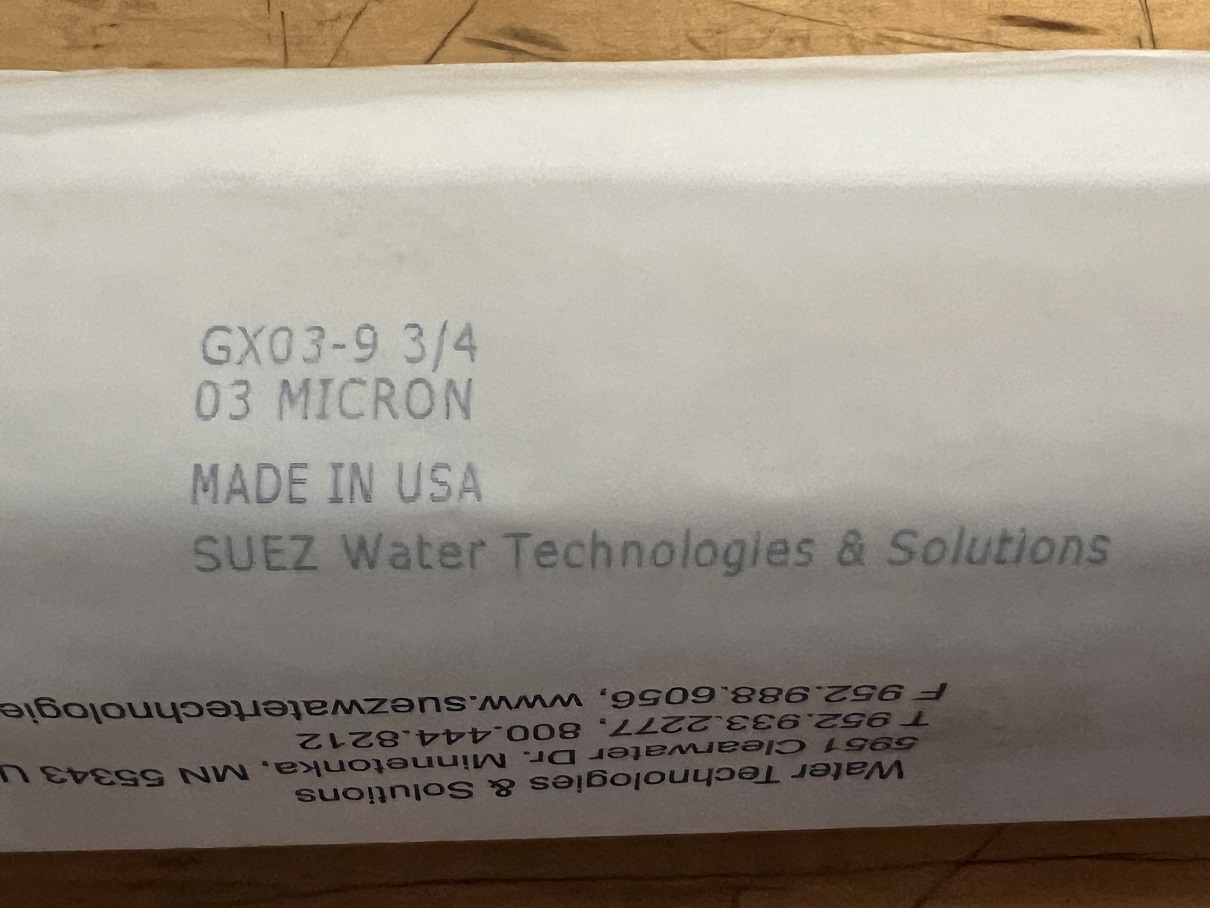 GX03-9 3/4
03 MICRON
MADE IN USA
SUEZ Water Technologies & Solutions
Water Technologies & Solutions
5951 Clearwater Dr. Minnetonka, MN 55343 U
T 952.933.2277, 800.444.8212
F 952.988.6056, www.suezwatertechnologie